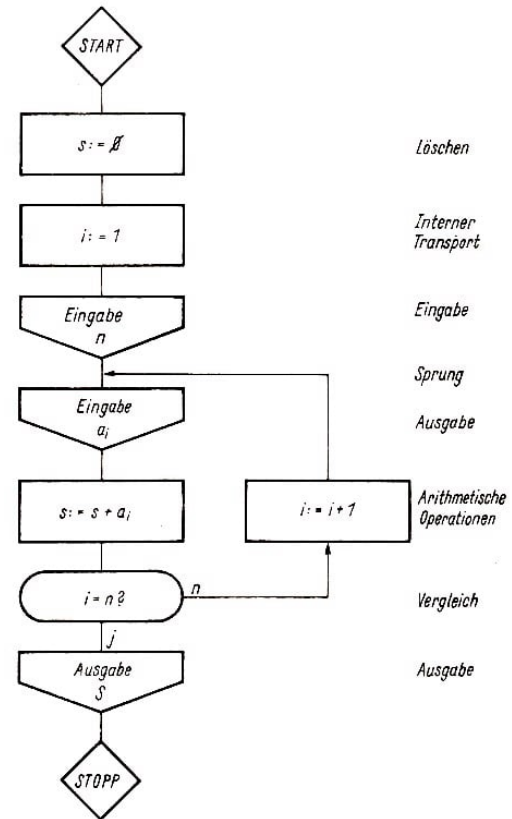 START
s:=Ø
Löschen
i:=1
Interner
Transport
Eingabe
n
Eingabe
Sprung
Eingabe
aᵢ
Ausgabe
s:=s+aᵢ
i:=i+1
Arithmetische
Operationen
i=n?
n
Vergleich
j
Ausgabe
S
Ausgabe
STOPP